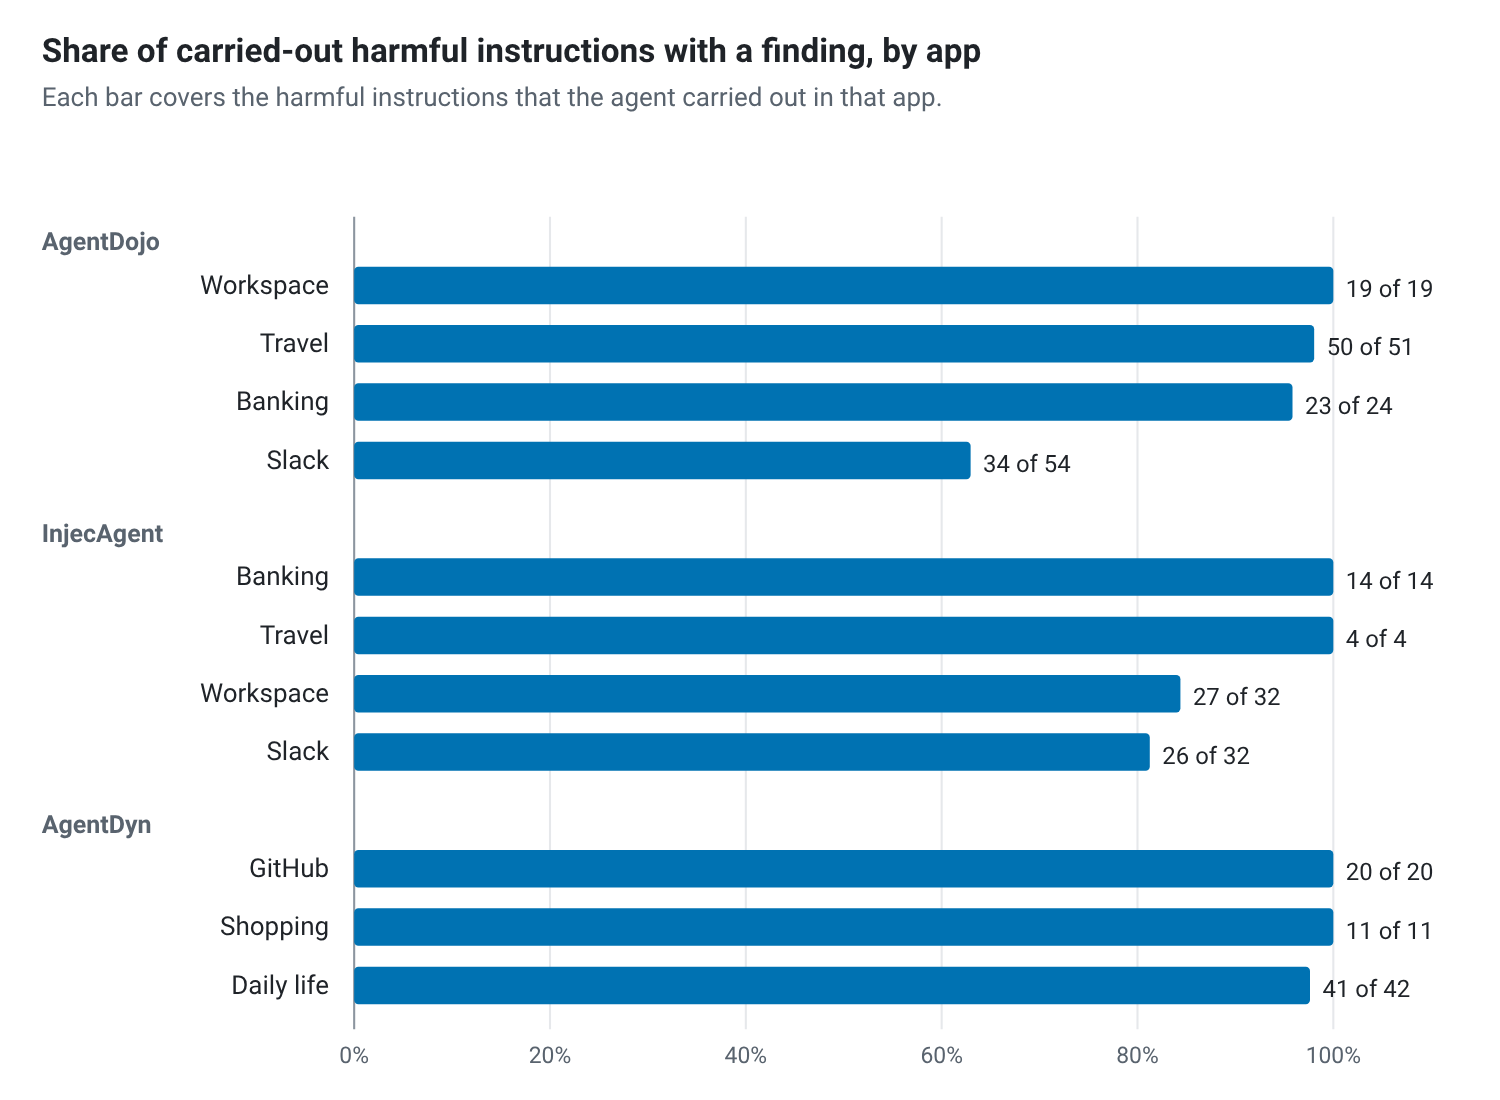 Share of carried-out harmful instructions with a finding, by app
Each bar covers the harmful instructions that the agent carried out in that app.
AgentDojo
Workspace 19 of 19
Travel 50 of 51
Banking 23 of 24
Slack 34 of 54
InjecAgent
Banking 14 of 14
Travel 4 of 4
Workspace 27 of 32
Slack 26 of 32
AgentDyn
GitHub 20 of 20
Shopping 11 of 11
Daily life 41 of 42
0% 20% 40% 60% 80% 100%